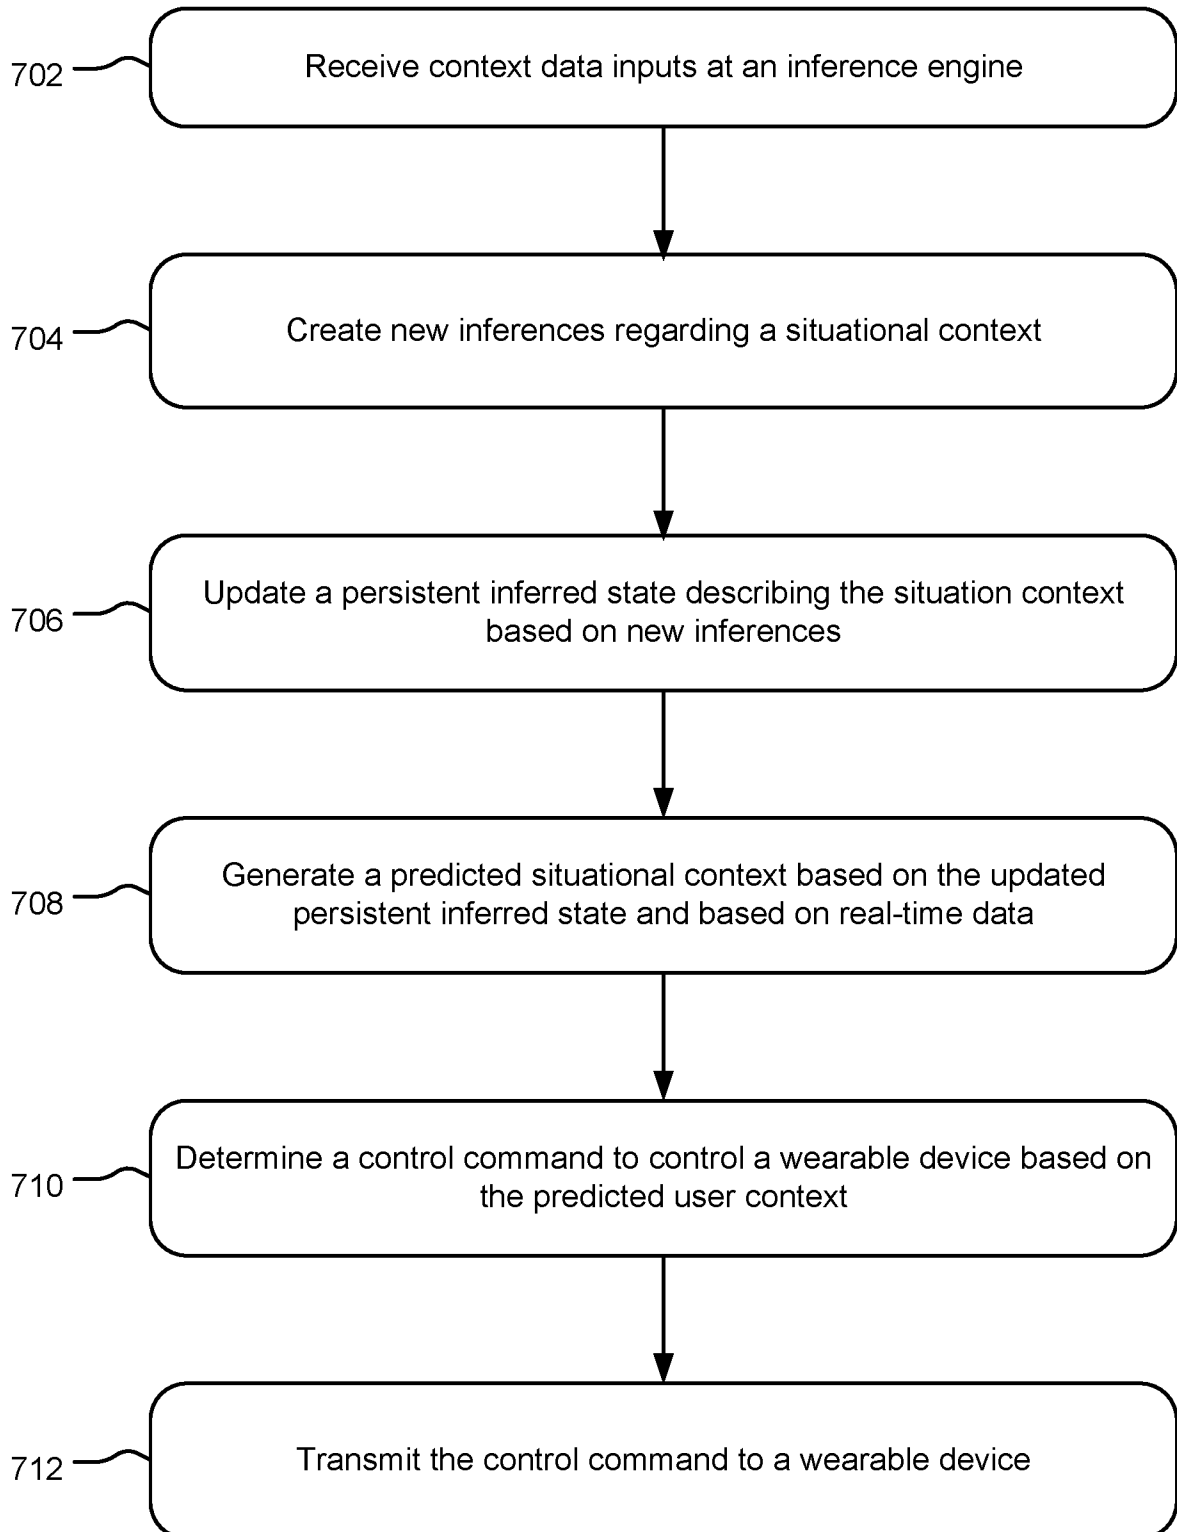 702
Receive context data inputs at an inference engine
704
Create new inferences regarding a situational context
706
Update a persistent inferred state describing the situation context
based on new inferences
708
Generate a predicted situational context based on the updated
persistent inferred state and based on real-time data
710
Determine a control command to control a wearable device based on
the predicted user context
712
Transmit the control command to a wearable device